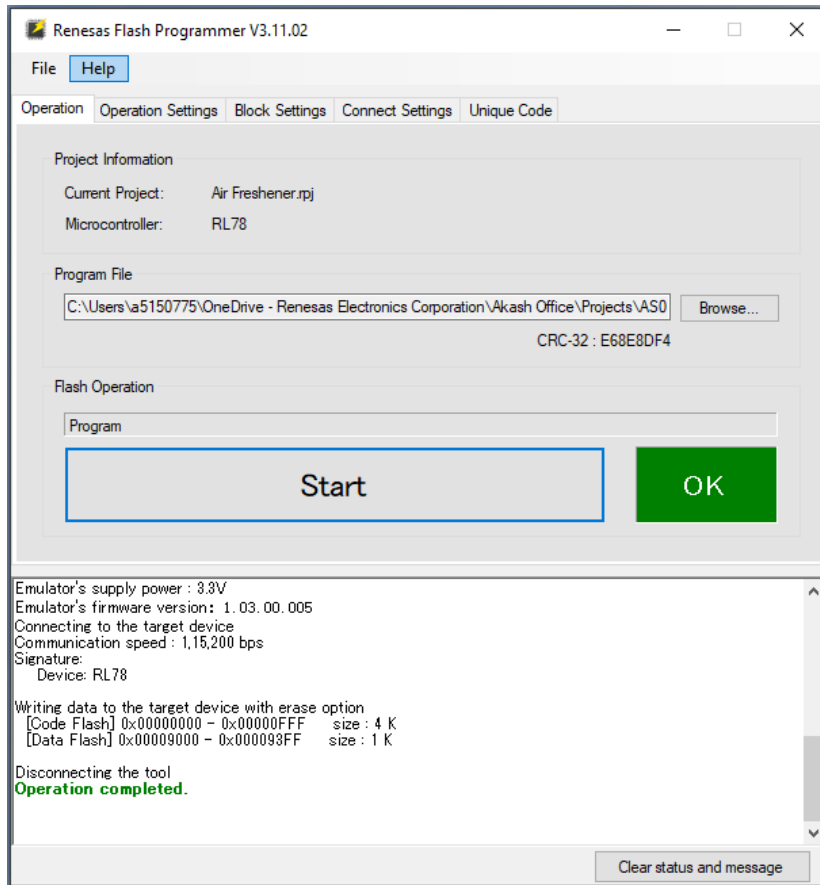 Renesas Flash Programmer V3.11.02
File Help
Operation Operation Settings Block Settings Connect Settings Unique Code
Project Information
Current Project: Air Freshener.rpj
Microcontroller: RL78
Program File
C:\Users\a5150775\OneDrive - Renesas Electronics Corporation\Akash Office\Projects\AS0 Browse...
CRC-32 : E68E8DF4
Flash Operation
Program
Start OK
Emulator's supply power : 3.3V
Emulator's firmware version: 1.03.00.005
Connecting to the target device
Communication speed : 1,15,200 bps
Signature:
Device: RL78
Writing data to the target device with erase option
[Code Flash] 0x00000000 - 0x00000FFF size : 4 K
[Data Flash] 0x00009000 - 0x000093FF size : 1 K
Disconnecting the tool
Operation completed.
Clear status and message